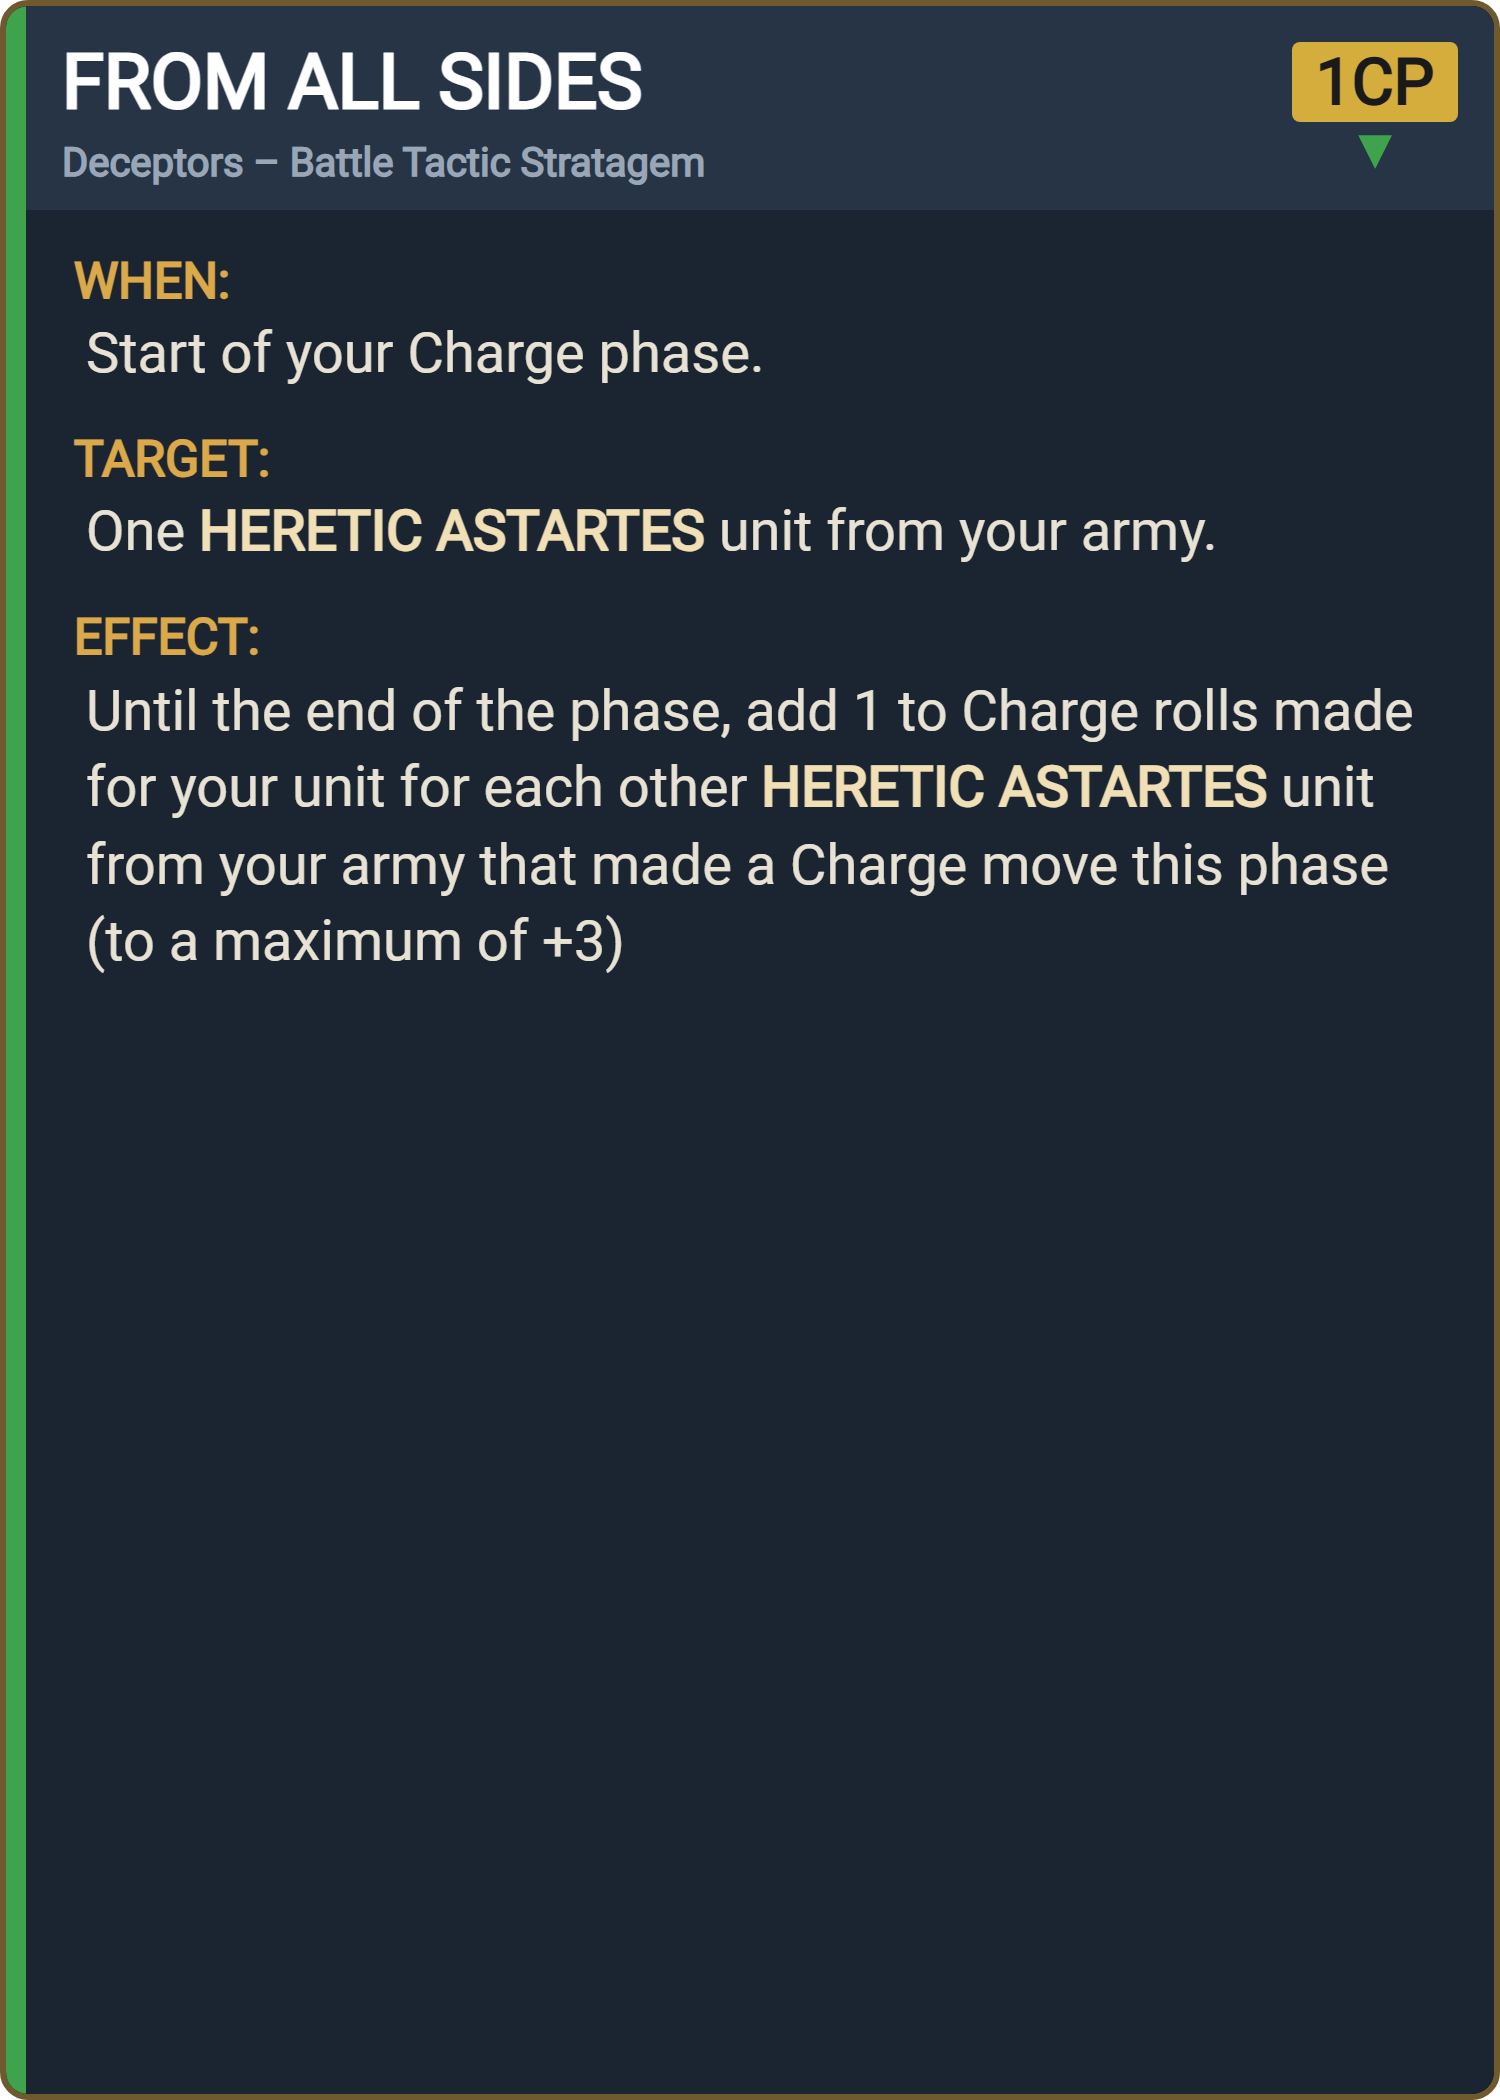 FROM ALL SIDES
1CP
Deceptors – Battle Tactic Stratagem
WHEN:
Start of your Charge phase.
TARGET:
One HERETIC ASTARTES unit from your army.
EFFECT:
Until the end of the phase, add 1 to Charge rolls made
for your unit for each other HERETIC ASTARTES unit
from your army that made a Charge move this phase
(to a maximum of +3)